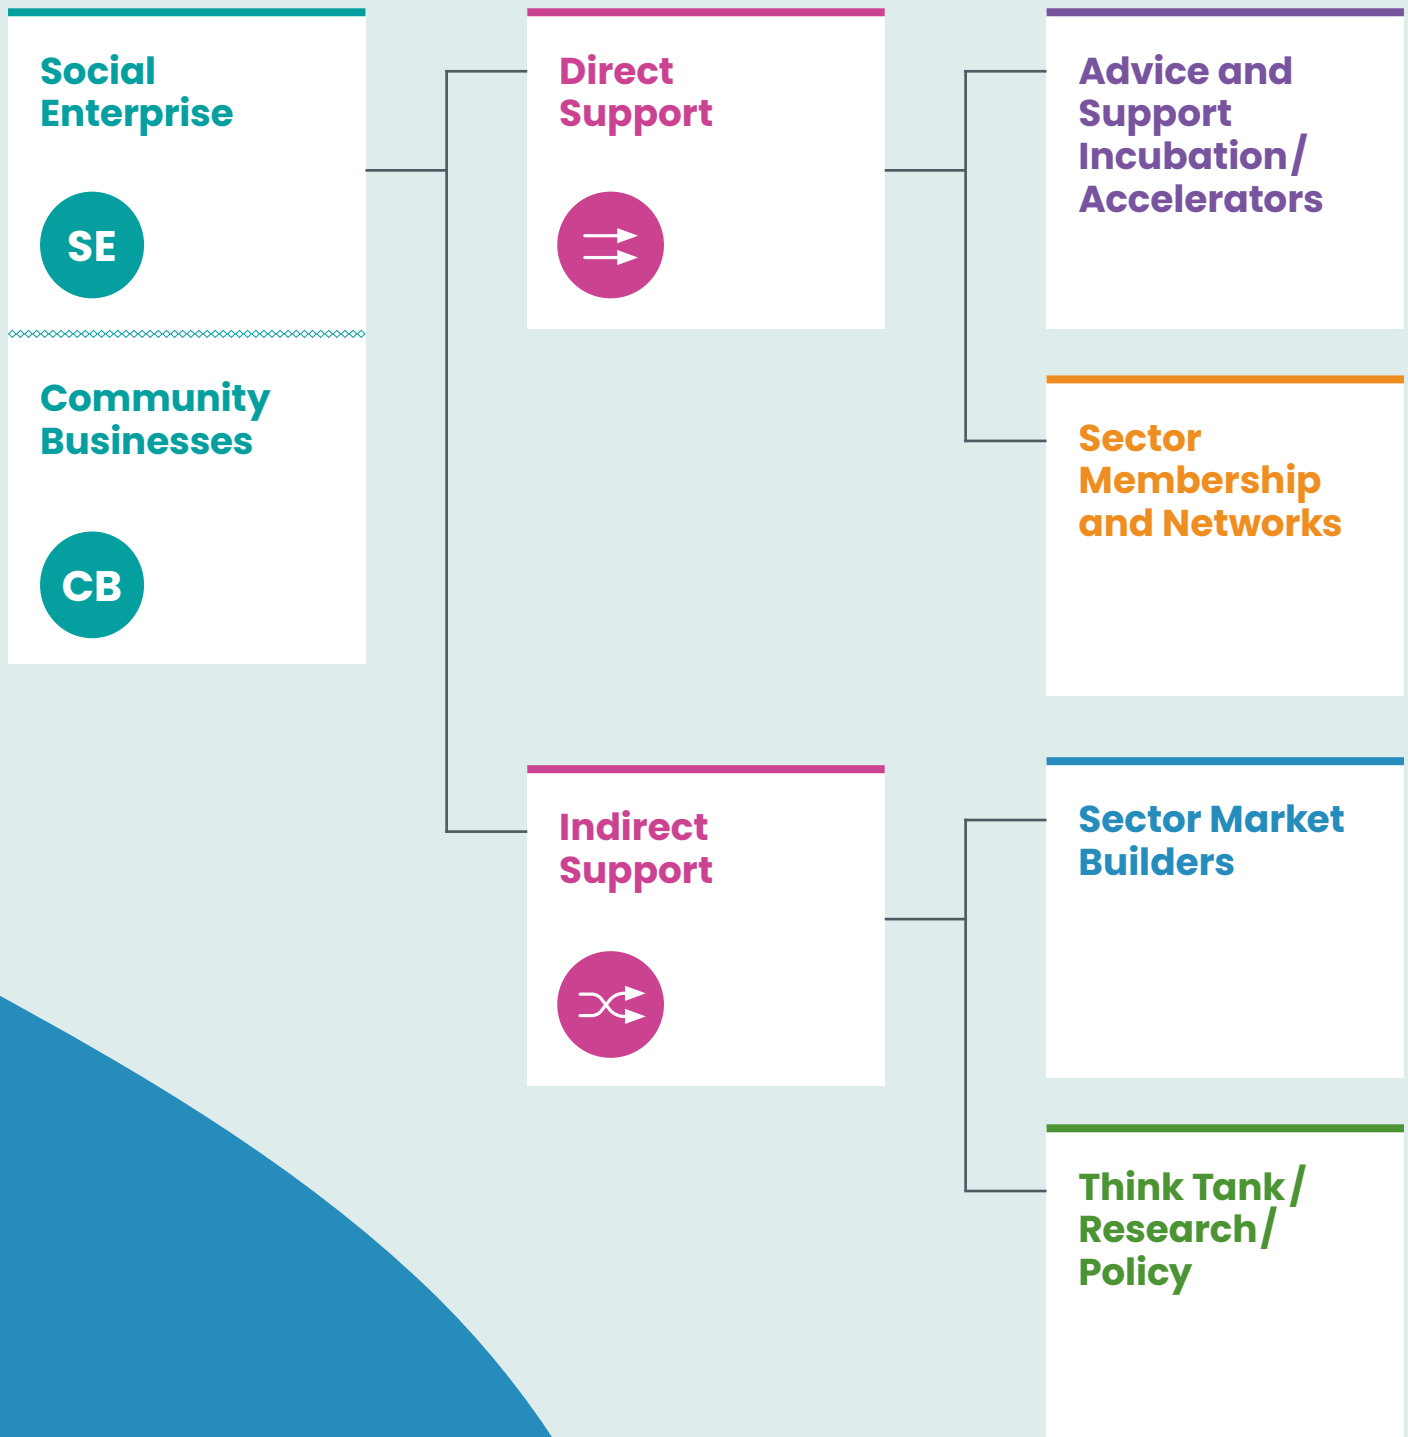 Social
Enterprise
SE
Community
Businesses
CB
Direct
Support
Indirect
Support
Advice and
Support
Incubation/
Accelerators
Sector
Membership
and Networks
Sector Market
Builders
Think Tank/
Research/
Policy